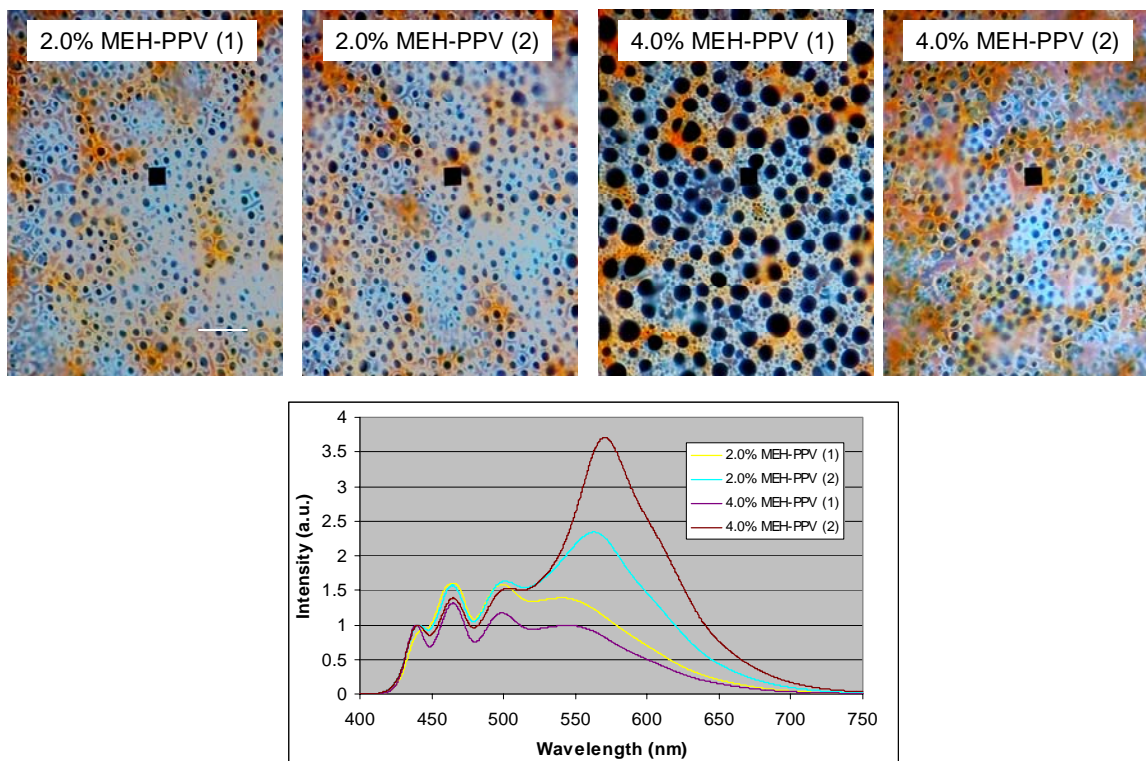 2.0% MEH-PPV (1)
2.0% MEH-PPV (2)
4.0% MEH-PPV (1)
4.0% MEH-PPV (2)
4
3.5
3
2.5
2
1.5
1
0.5
0
Intensity (a.u.)
2.0% MEH-PPV (1)
2.0% MEH-PPV (2)
4.0% MEH-PPV (1)
4.0% MEH-PPV (2)
400 450 500 550 600 650 700 750
Wavelength (nm)